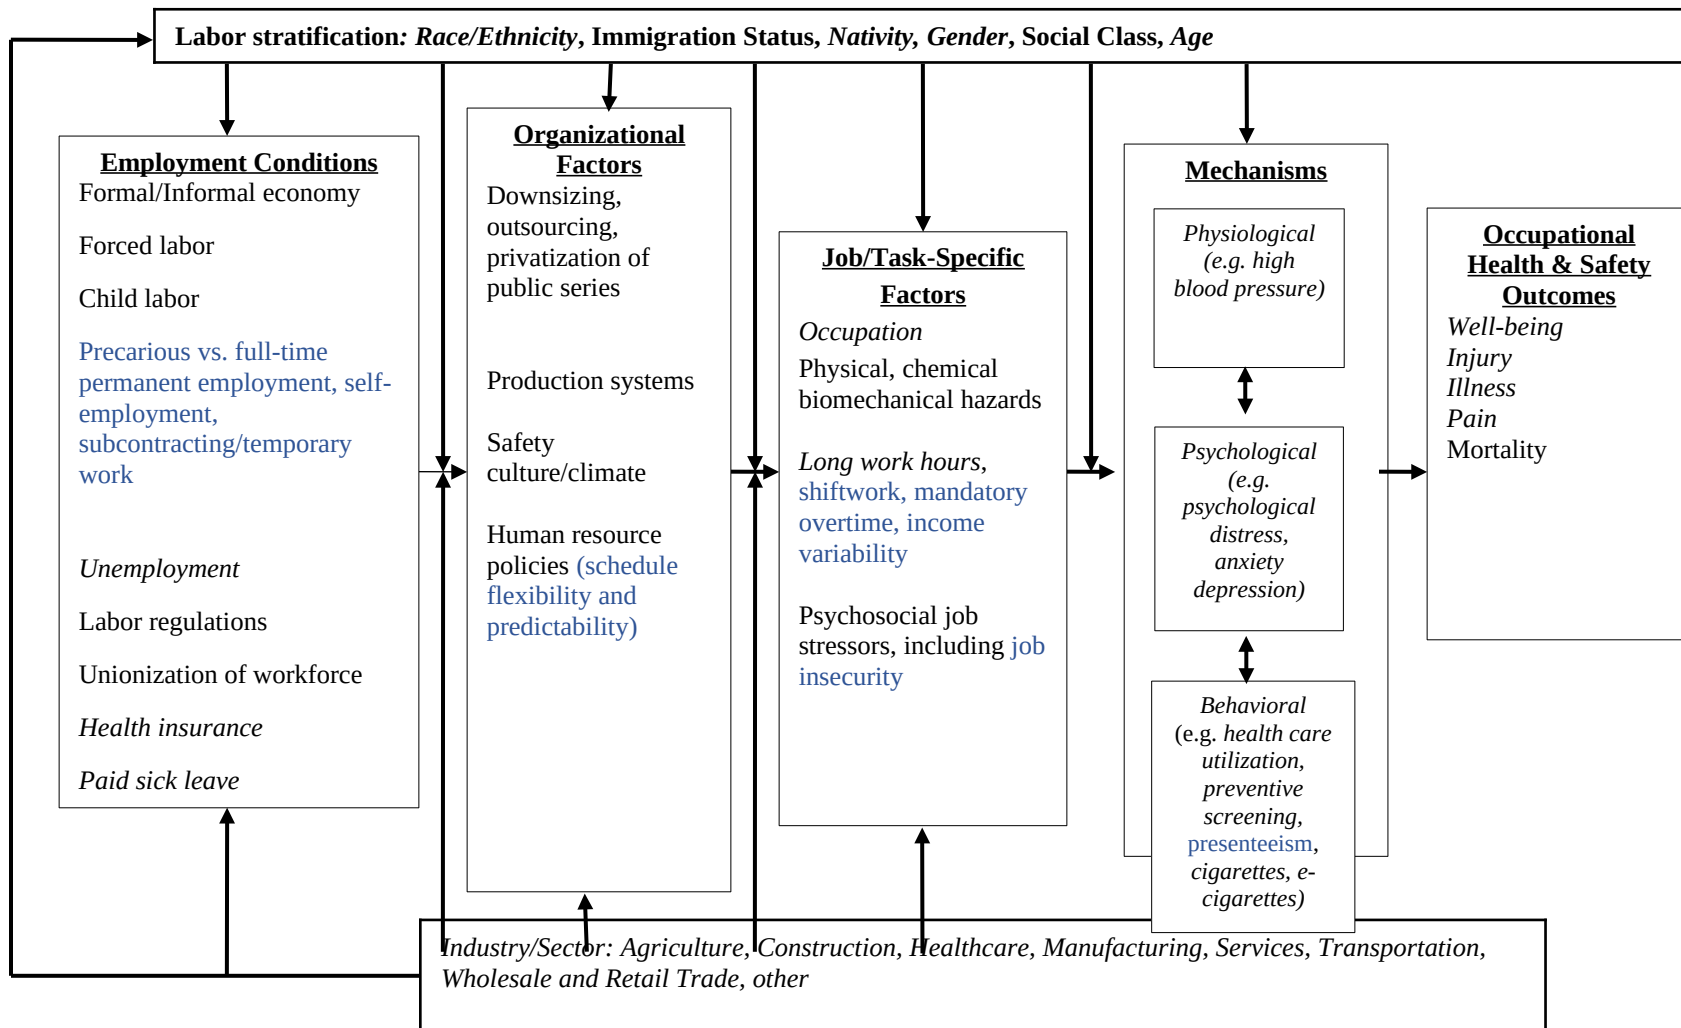 Labor stratification: Race/Ethnicity, Immigration Status, Nativity, Gender, Social Class, Age
Employment Conditions
Formal/Informal economy
Forced labor
Child labor
Precarious vs. full-time
permanent employment, self-
employment,
subcontracting/temporary
work
Unemployment
Labor regulations
Unionization of workforce
Health insurance
Paid sick leave
Organizational
Factors
Downsizing,
outsourcing,
privatization of
public series
Production systems
Safety
culture/climate
Human resource
policies (schedule
flexibility and
predictability)
Job/Task-Specific
Factors
Occupation
Physical, chemical
biomechanical hazards
Long work hours,
shiftwork, mandatory
overtime, income
variability
Psychosocial job
stressors, including job
insecurity
Mechanisms
Physiological
(e.g. high
blood pressure)
Psychological
(e.g.
psychological
distress,
anxiety
depression)
Behavioral
(e.g. health care
utilization,
preventive
screening,
presenteeism,
cigarettes, e-
cigarettes)
Occupational
Health & Safety
Outcomes
Well-being
Injury
Illness
Pain
Mortality
Industry/Sector: Agriculture, Construction, Healthcare, Manufacturing, Services, Transportation,
Wholesale and Retail Trade, other